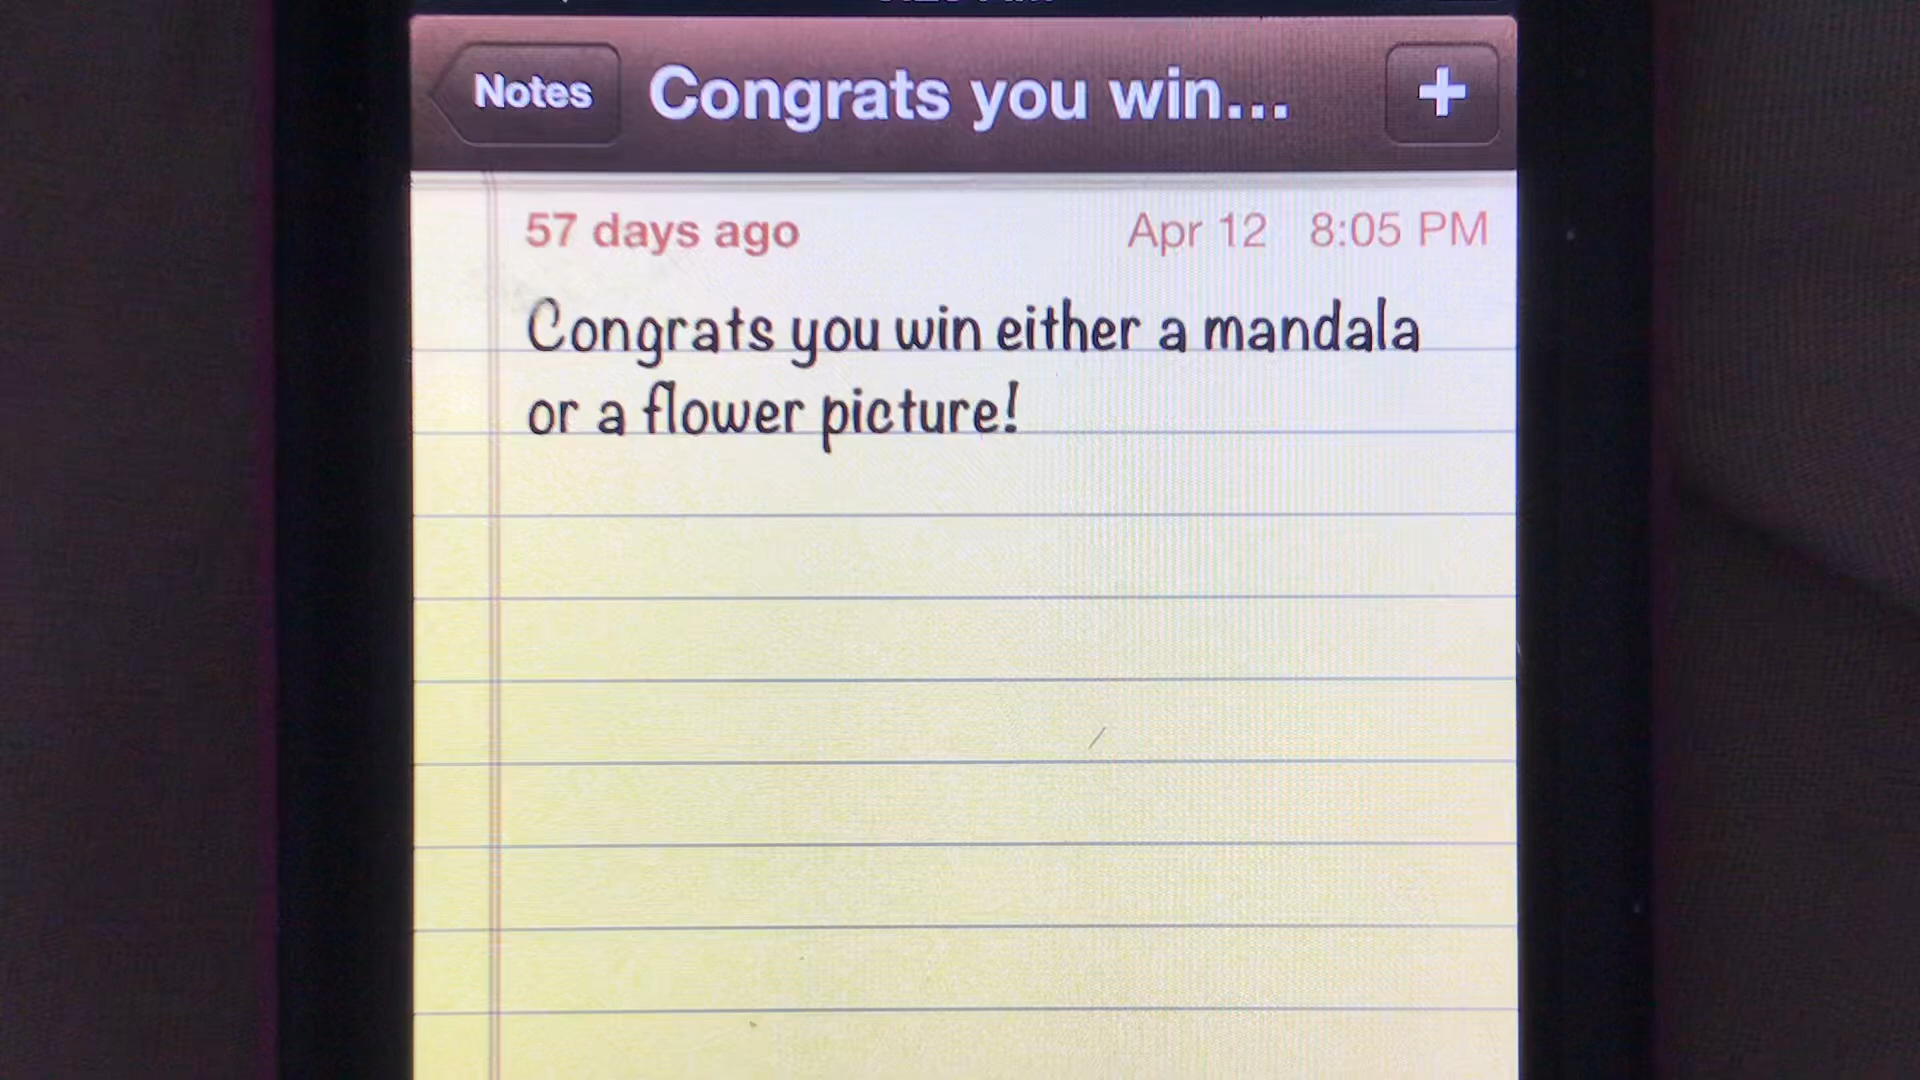 Notes Congrats you win... +
57 days ago Apr 12 8:05 PM
Congrats you win either a mandala
or a flower picture!